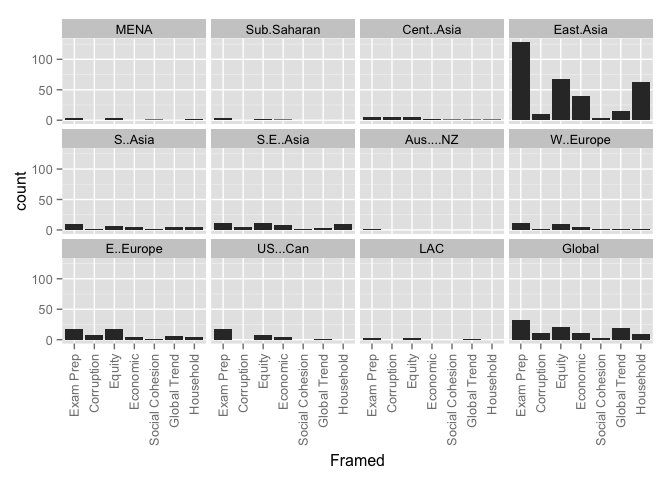 MENA Sub.Saharan Cent..Asia East.Asia
100
50
0
S..Asia S.E..Asia Aus....NZ W..Europe
100
50
0
count
E..Europe US...Can LAC Global
100
50
0
Exam Prep Corruption Equity Economic Social Cohesion Global Trend Household Exam Prep Corruption Equity Economic Social Cohesion Global Trend Household Exam Prep Corruption Equity Economic Social Cohesion Global Trend Household Exam Prep Corruption Equity Economic Social Cohesion Global Trend Household
Framed